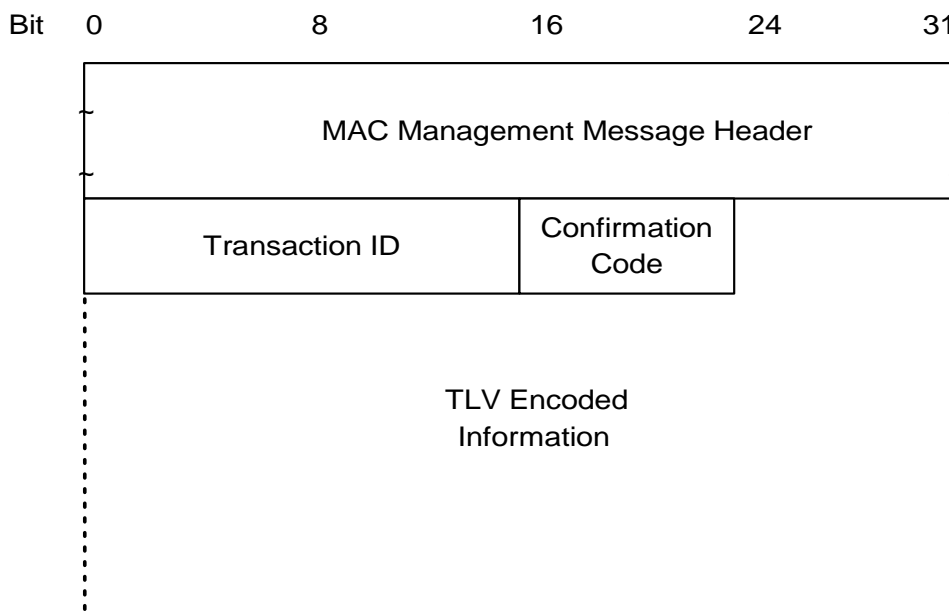 Bit 0 8 16 24 31
MAC Management Message Header
Transaction ID
Confirmation
Code
TLV Encoded
Information